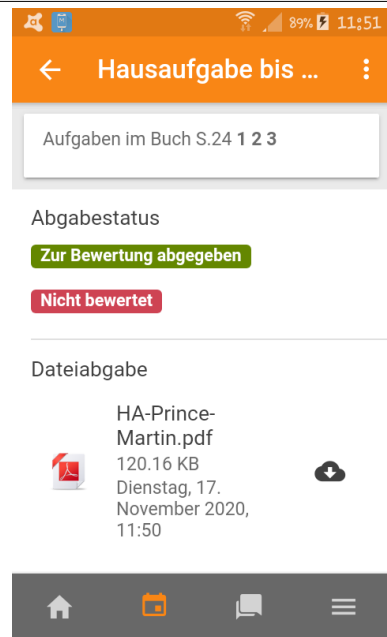 89% 11:51
Hausaufgabe bis ...
Aufgaben im Buch S.24 1 2 3
Abgabestatus
Zur Bewertung abgegeben
Nicht bewertet
Dateiabgabe
HA-Prince-
Martin.pdf
120.16 KB
Dienstag, 17.
November 2020,
11:50